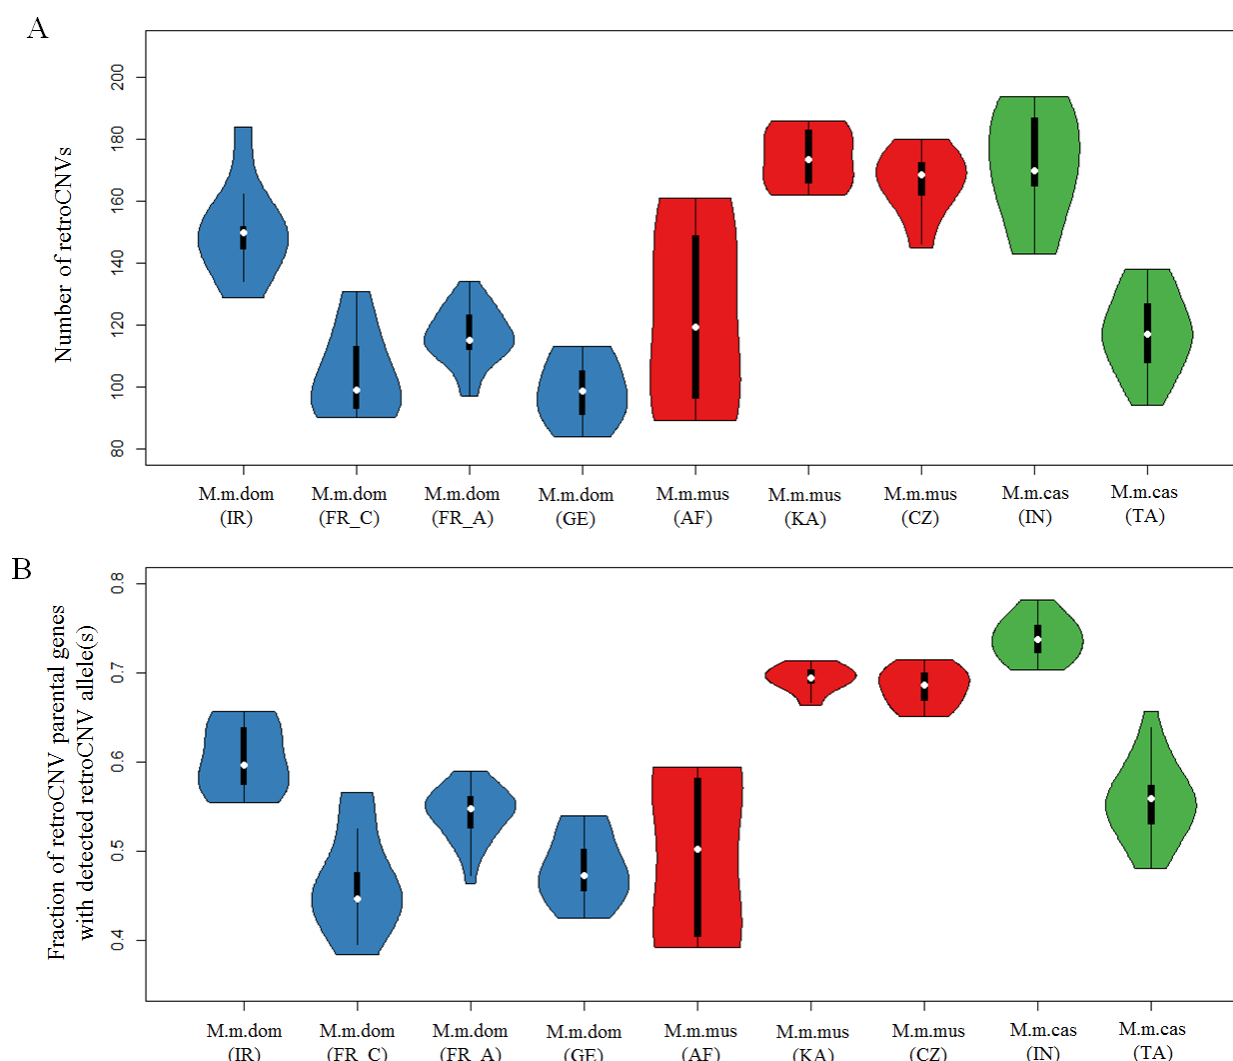 A
Number of retroCNVs
200
180
160
140
120
100
80
M.m.dom M.m.dom M.m.dom M.m.dom M.m.mus M.m.mus M.m.mus M.m.cas M.m.cas
(IR) (FR_C) (FR_A) (GE) (AF) (KA) (CZ) (IN) (TA)
B
Fraction of retroCNV parental genes
with detected retroCNV allele(s)
0.8
0.7
0.6
0.5
0.4
M.m.dom M.m.dom M.m.dom M.m.dom M.m.mus M.m.mus M.m.mus M.m.cas M.m.cas
(IR) (FR_C) (FR_A) (GE) (AF) (KA) (CZ) (IN) (TA)